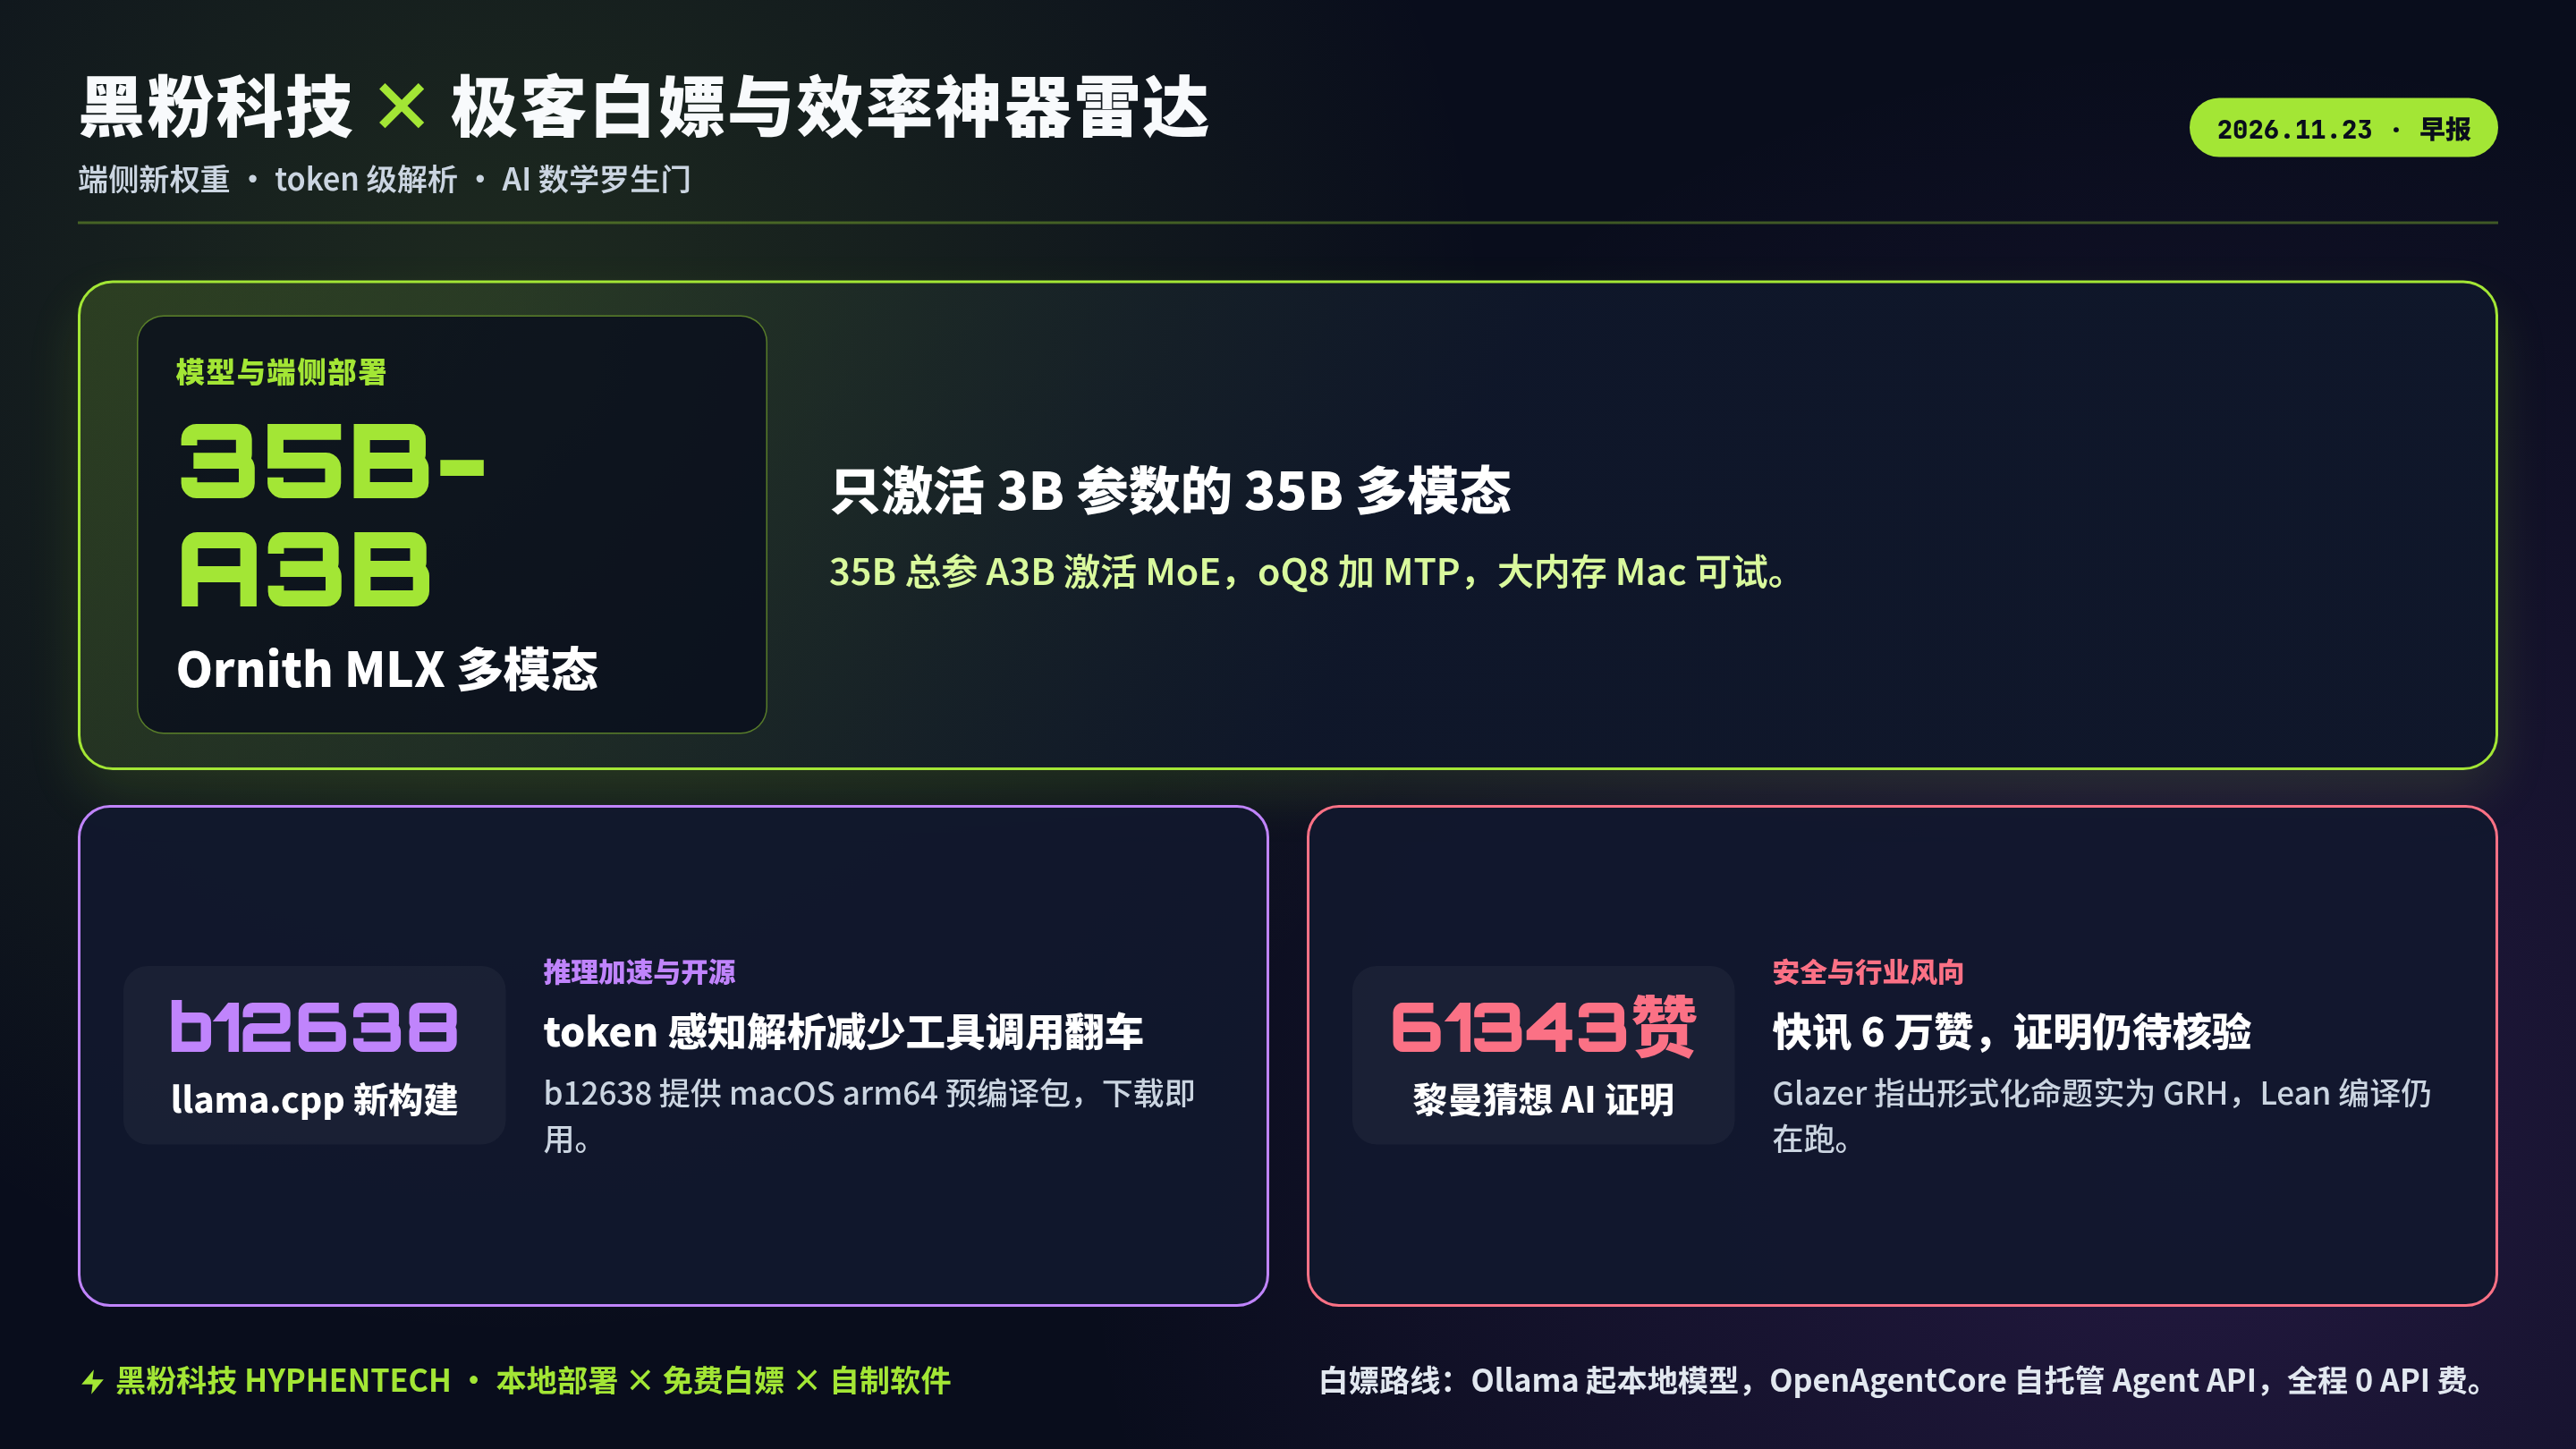 黑粉科技 × 极客白嫖与效率神器雷达
2026.11.23 · 早报
端侧新权重 • token 级解析 • AI 数学罗生门
模型与端侧部署
35B-
A3B
Ornith MLX 多模态
只激活 3B 参数的 35B 多模态
35B 总参 A3B 激活 MoE，oQ8 加 MTP，大内存 Mac 可试。
b12638
llama.cpp 新构建
推理加速与开源
token 感知解析减少工具调用翻车
b12638 提供 macOS arm64 预编译包，下载即
用。
61343赞
黎曼猜想 AI 证明
安全与行业风向
快讯 6 万赞，证明仍待核验
Glazer 指出形式化命题实为 GRH，Lean 编译仍
在跑。
黑粉科技 HYPHENTECH • 本地部署 × 免费白嫖 × 自制软件
白嫖路线：Ollama 起本地模型，OpenAgentCore 自托管 Agent API，全程 0 API 费。